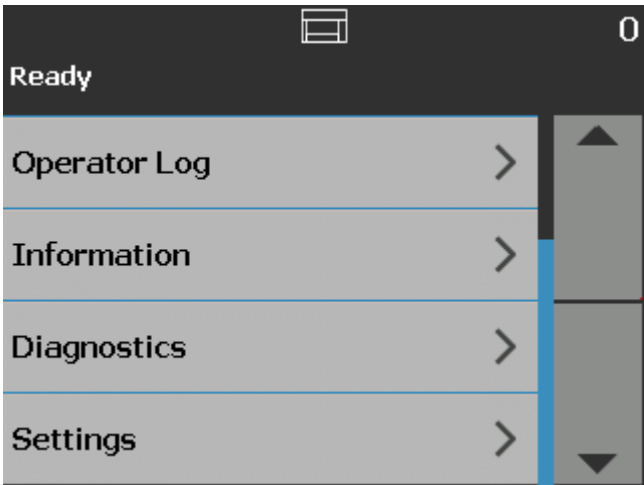 0
Ready
Operator Log
Information
Diagnostics
Settings